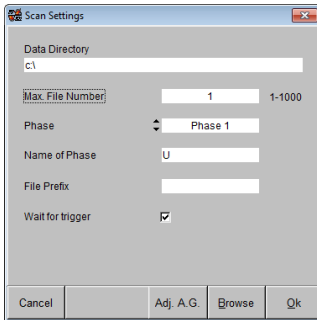 Scan Settings
Data Directory
c:\
Max. File Number 1 1-1000
Phase Phase 1
Name of Phase U
File Prefix
Wait for trigger
Cancel Adj. A.G. Browse Ok